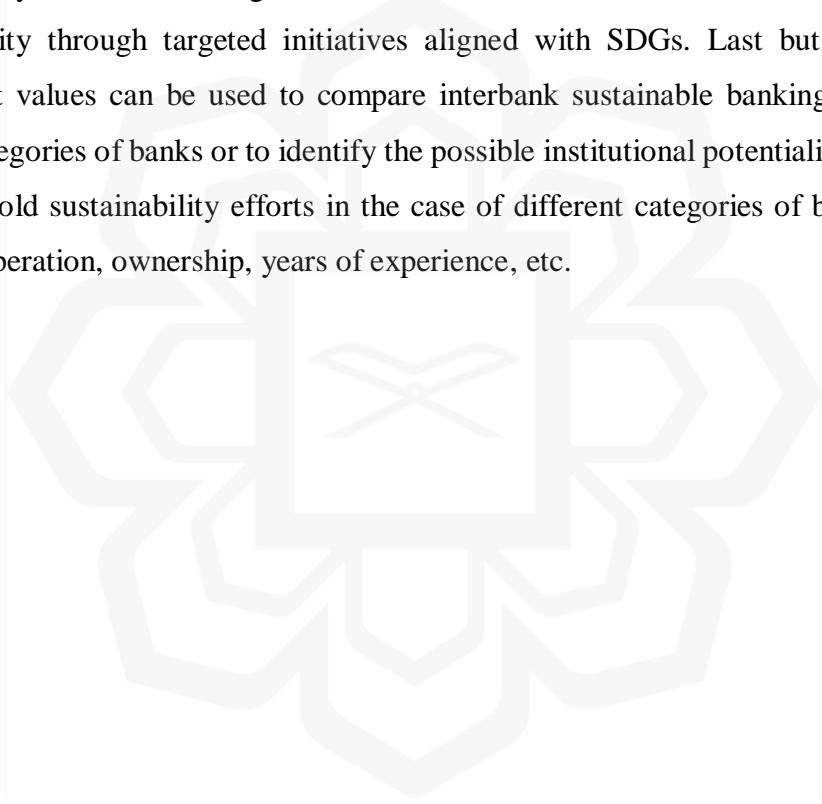 ity through targeted initiatives aligned with SDGs. Last but
t values can be used to compare interbank sustainable banking
egories of banks or to identify the possible institutional potentiali
old sustainability efforts in the case of different categories of b
peration, ownership, years of experience, etc.